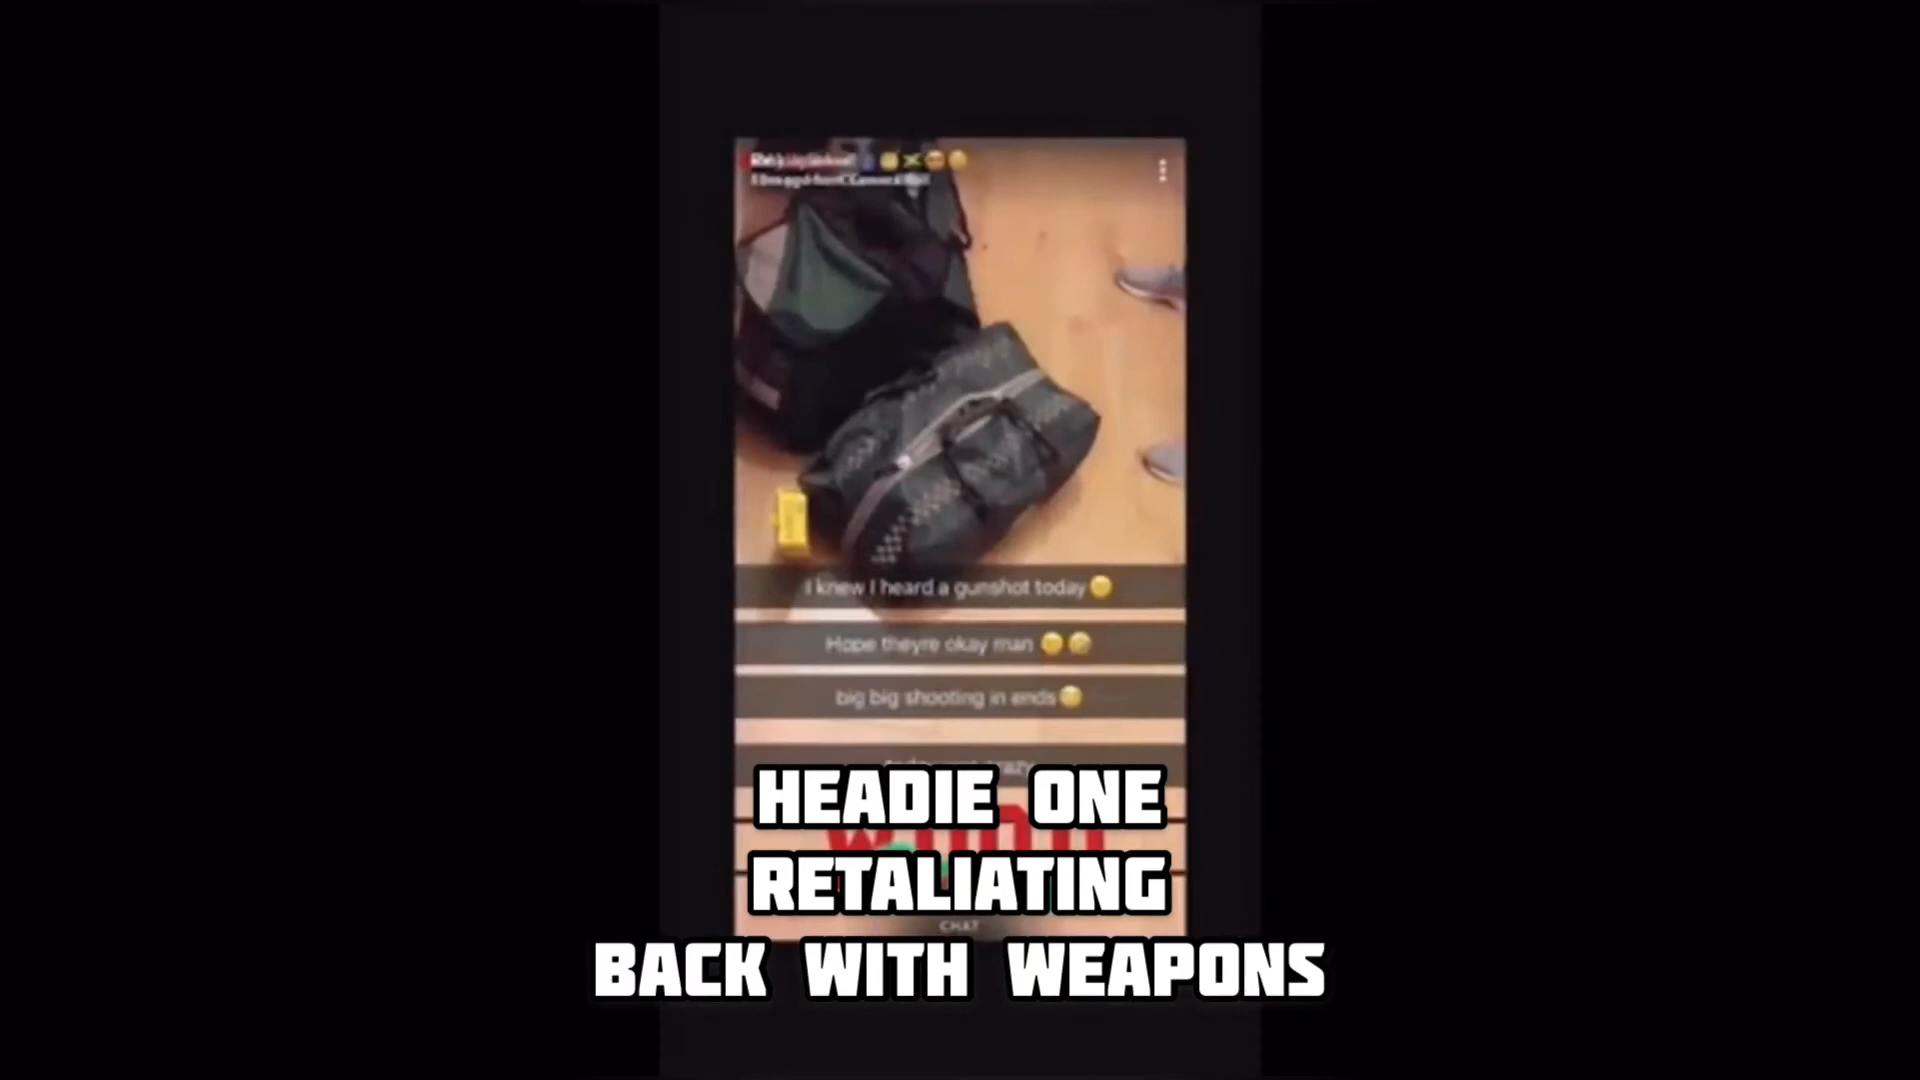 I knew I heard a gunshot today
Hope theyre okay man
big big shooting in ends
HEADIE ONE
RETALIATING
CHAT
BACK WITH WEAPONS